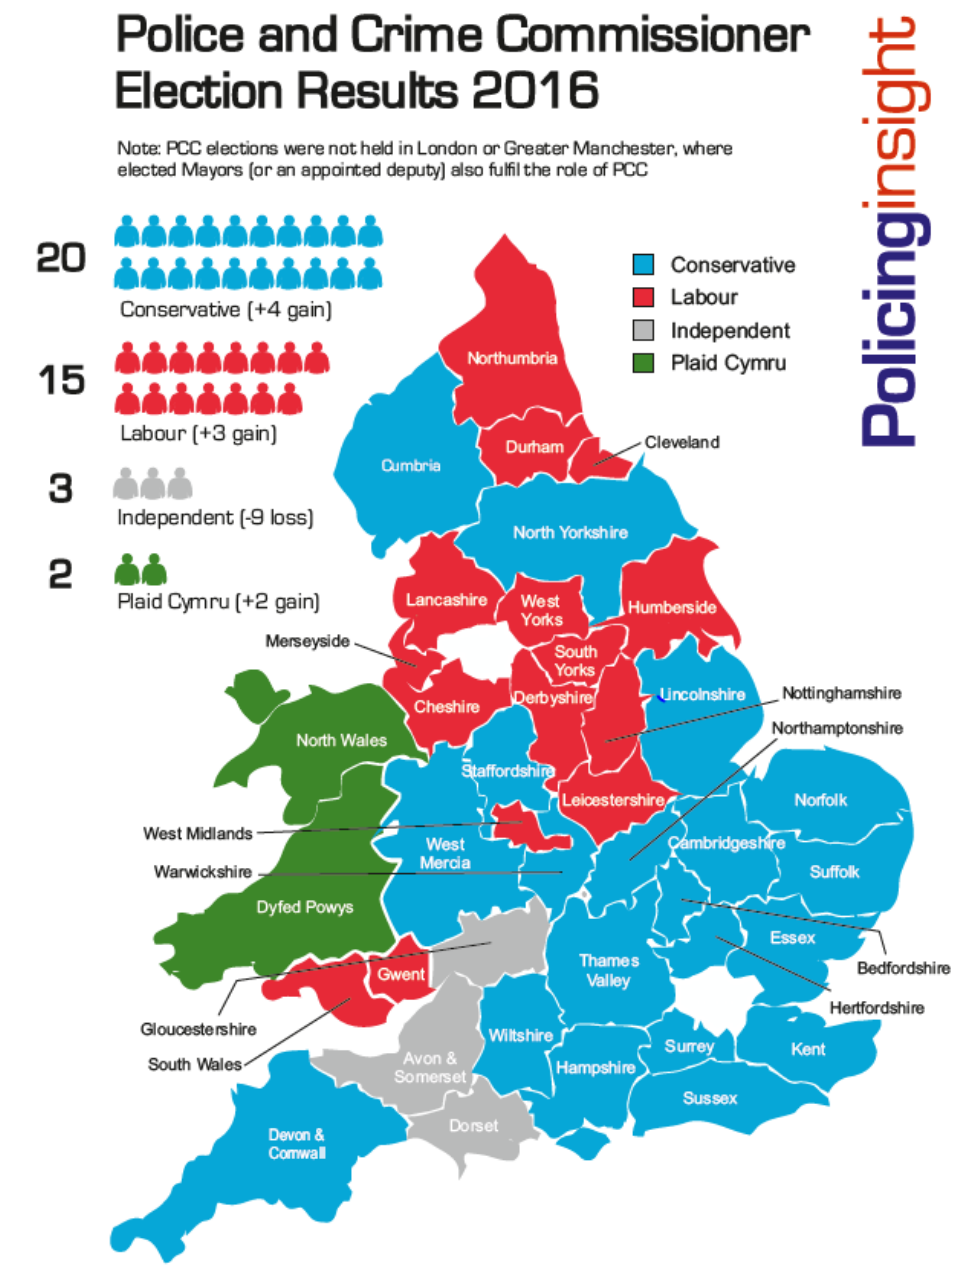 Police and Crime Commissioner
Election Results 2016
Policinginsight
Note: PCC elections were not held in London or Greater Manchester, where
elected Mayors (or an appointed deputy) also fulfil the role of PCC
20
Conservative (+4 gain)
15
Labour (+3 gain)
3
Independent (-9 loss)
2
Plaid Cymru (+2 gain)
Conservative
Labour
Independent
Plaid Cymru
Northumbria
Cumbria
Durham
Cleveland
North Yorkshire
Lancashire
West
Yorks
Humberside
Merseyside
South
Yorks
Cheshire
Derbyshire
Lincolnshire
Nottinghamshire
Northamptonshire
North Wales
Staffordshire
Leicestershire
Norfolk
West Midlands
West
Mercia
Cambridgeshire
Warwickshire
Suffolk
Dyfed Powys
Essex
Bedfordshire
Gwent
Thames
Valley
Hertfordshire
Gloucestershire
South Wales
Wiltshire
Surrey
Kent
Avon &
Somerset
Hampshire
Sussex
Dorset
Devon &
Cornwall